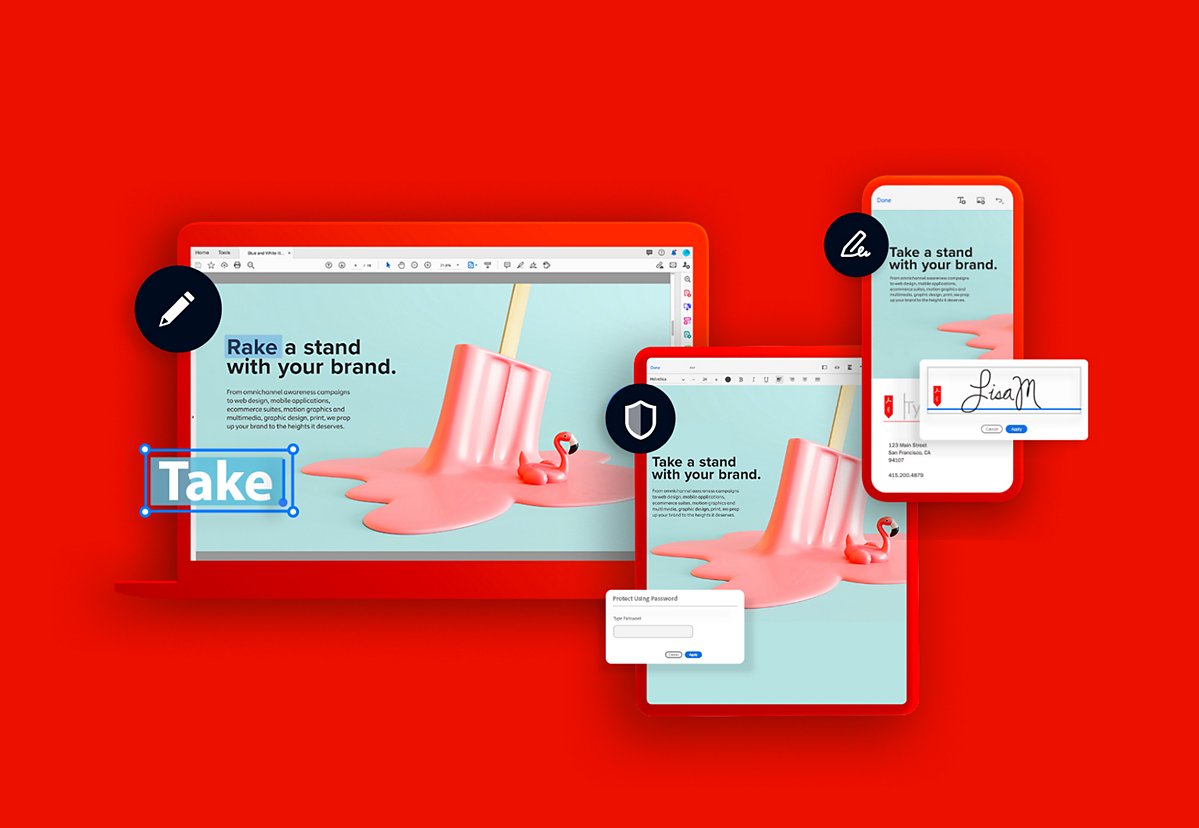 Home Tools Blue and White Il...
Rake a stand
with your brand.
From omnichannel awareness campaigns
to web design, mobile applications,
ecommerce suites, motion graphics and
multimedia, graphic design, print, we prop
up your brand to the heights it deserves.
Take
Done
Helvetica 24 B I U
Take a stand
with your brand.
From omnichannel awareness campaigns
to web design, mobile applications,
ecommerce suites, motion graphics and
multimedia, graphic design, print, we prop
up your brand to the heights it deserves.
Protect Using Password
Type Password
Cancel Apply
Done
Take a stand
with your brand.
From omnichannel awareness campaigns
to web design, mobile applications,
ecommerce suites, motion graphics and
multimedia, graphic design, print, we prop
up your brand to the heights it deserves.
LisaM
Cancel Apply
Ty
123 Main Street
San Francisco, CA
94107
415.200.4879